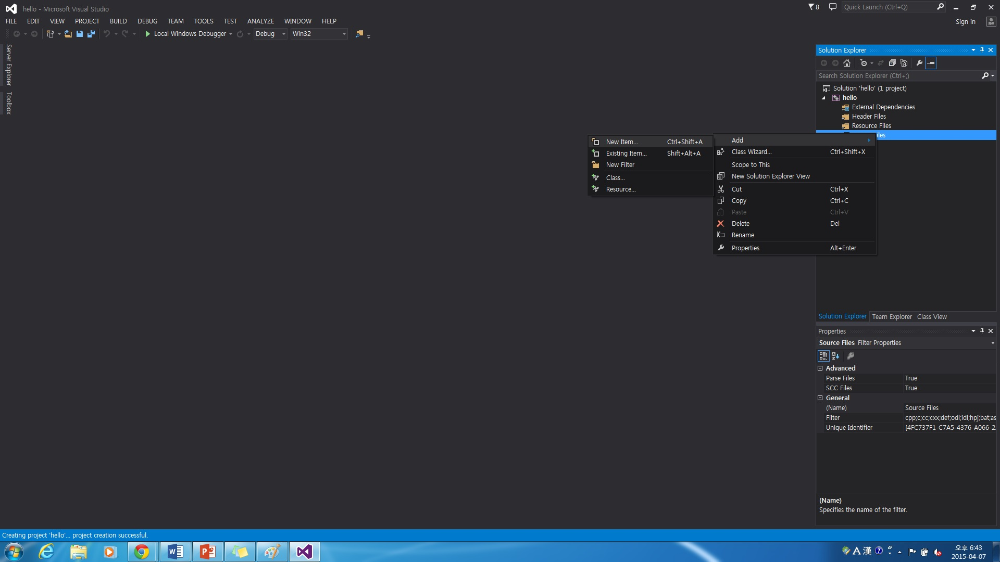 hello - Microsoft Visual Studio
8
Quick Launch (Ctrl+Q)
FILE EDIT VIEW PROJECT BUILD DEBUG TEAM TOOLS TEST ANALYZE WINDOW HELP
Sign in
Local Windows Debugger
Debug
Win32
Server Explorer
Toolbox
Solution Explorer
Search Solution Explorer (Ctrl+;)
Solution 'hello' (1 project)
hello
External Dependencies
Header Files
Resource Files
iles
New Item... Ctrl+Shift+A
Existing Item... Shift+Alt+A
New Filter
Class...
Resource...
Add
Class Wizard... Ctrl+Shift+X
Scope to This
New Solution Explorer View
Cut Ctrl+X
Copy Ctrl+C
Paste Ctrl+V
Delete Del
Rename
Properties Alt+Enter
Solution Explorer Team Explorer Class View
Properties
Source Files Filter Properties
Advanced
Parse Files True
SCC Files True
General
(Name) Source Files
Filter cpp;c;cc;cxx;def;odl;idl;hpj;bat;as
Unique Identifier {4FC737F1-C7A5-4376-A066-2
(Name)
Specifies the name of the filter.
Creating project 'hello'... project creation successful.
A 漢
오후 6:43
2015-04-07